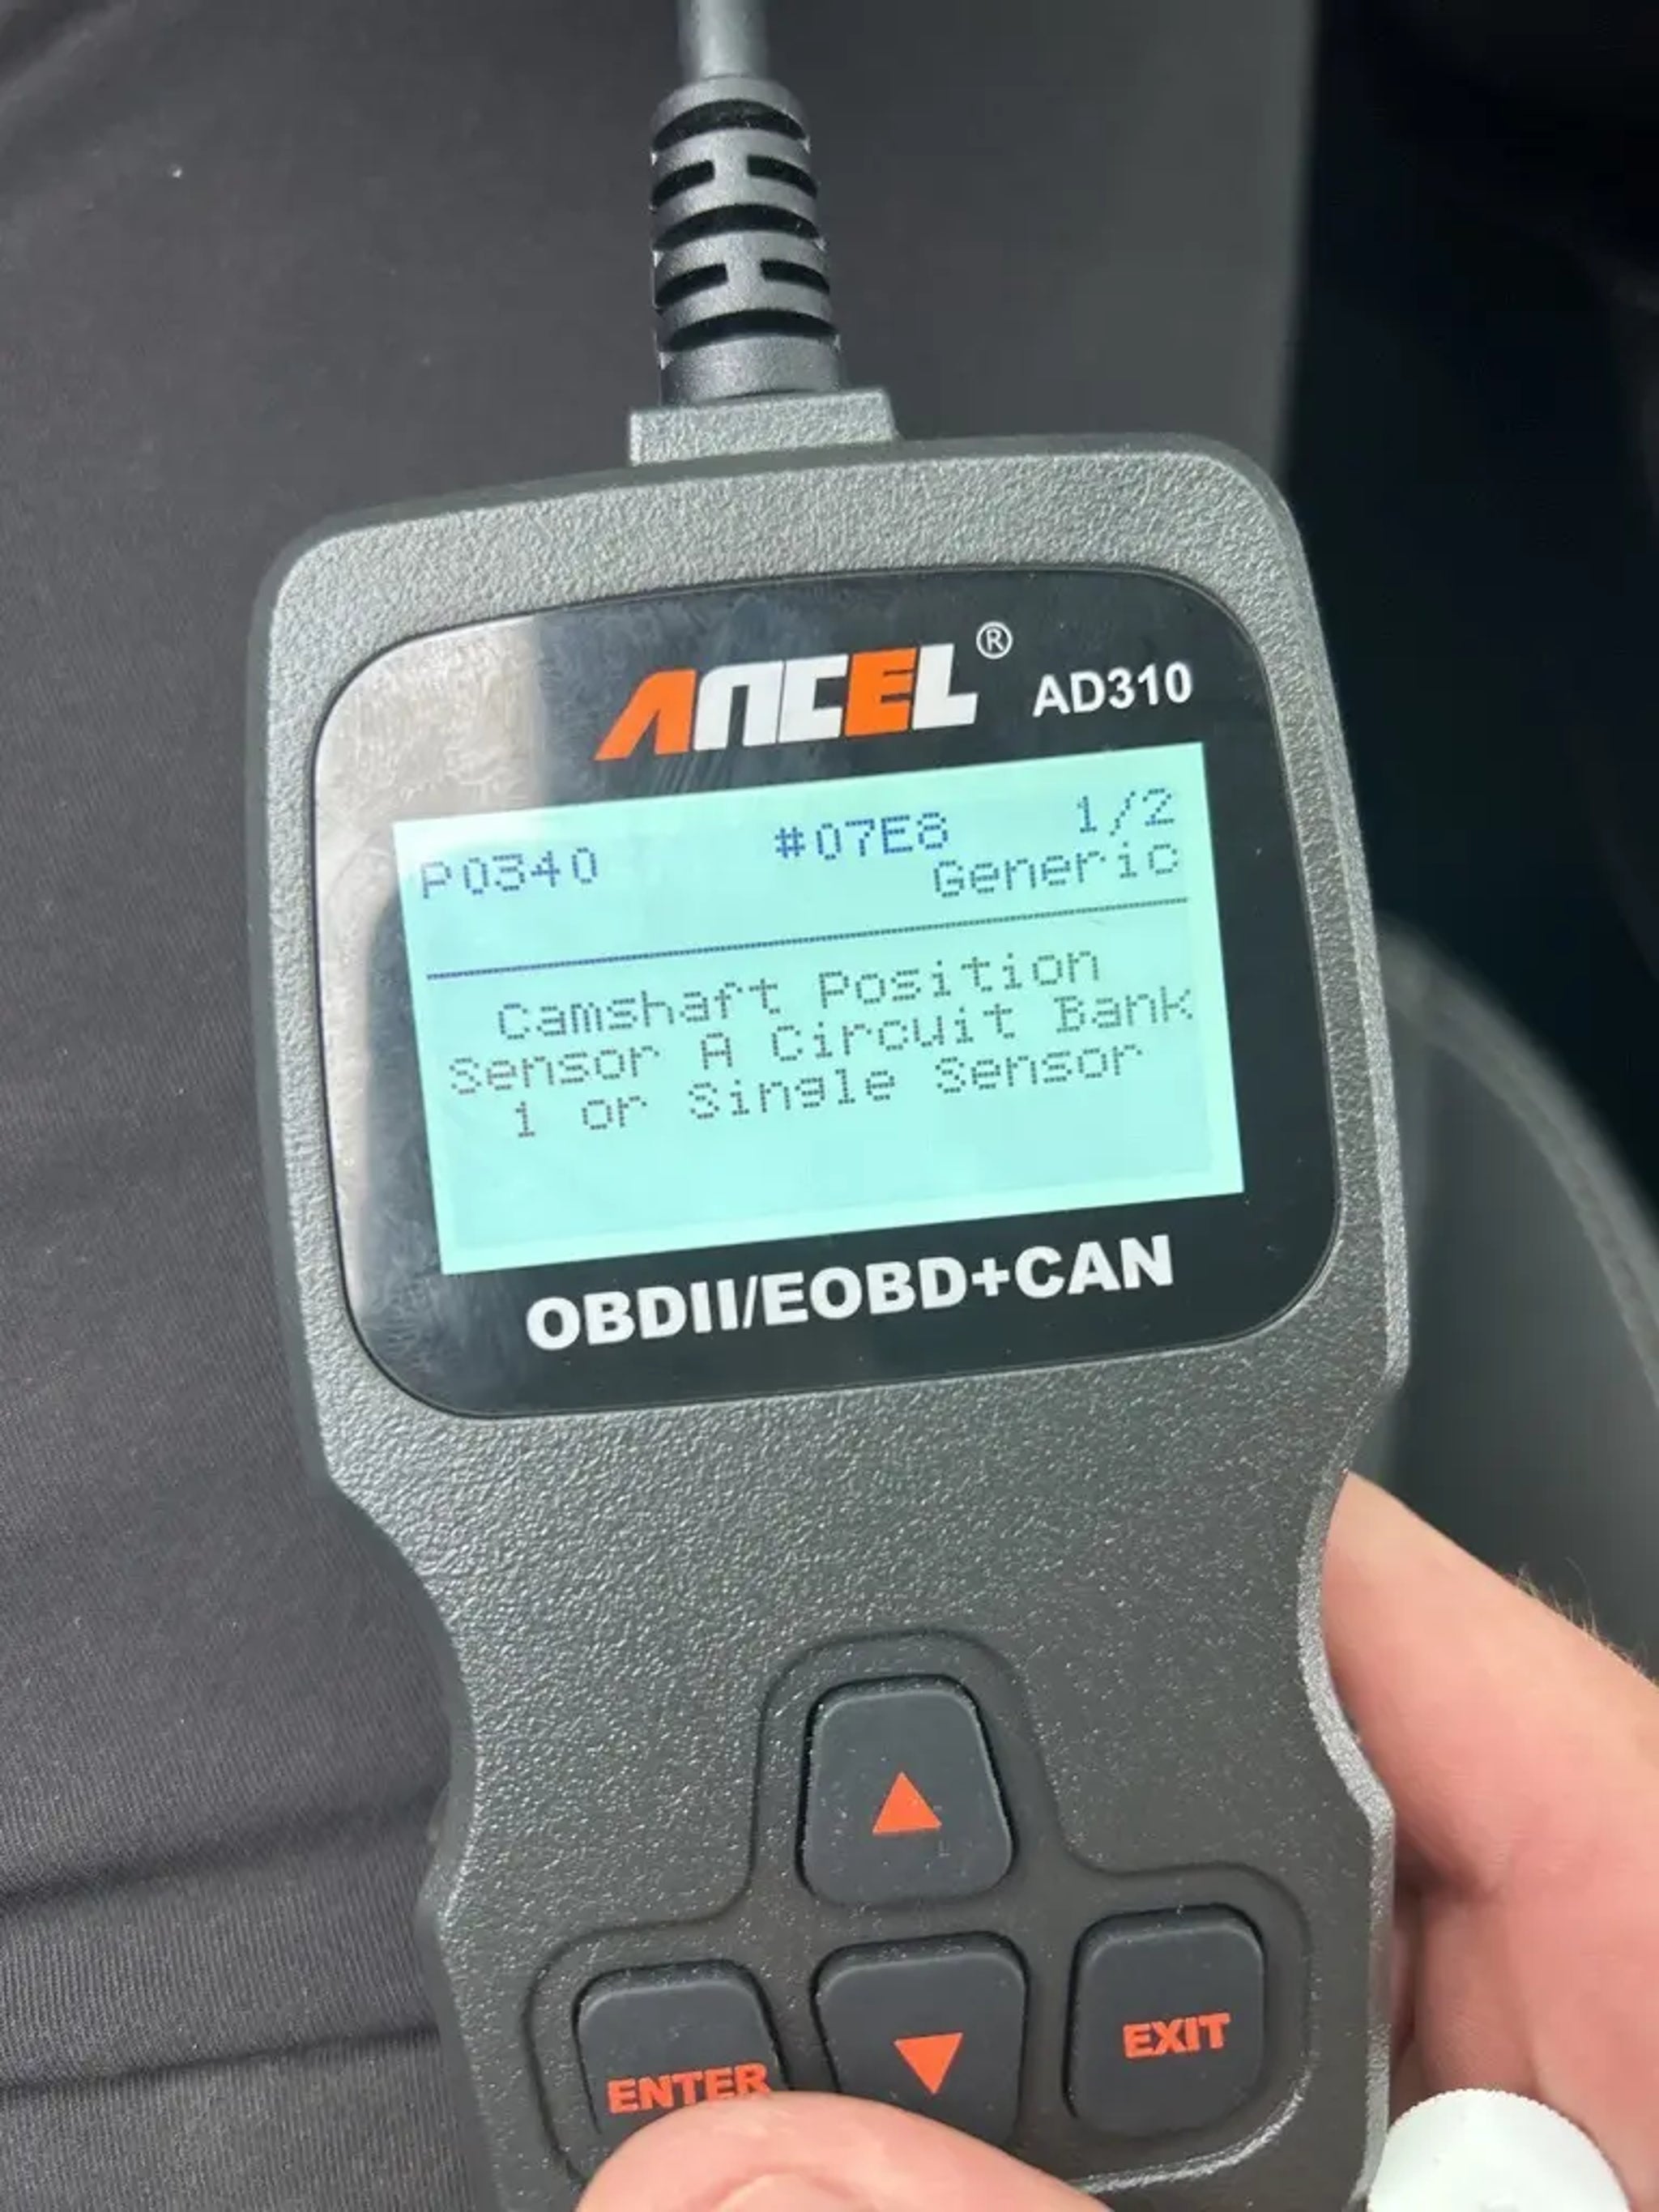 ANCEL® AD310
P0340 #07E8 1/2
Generic
Camshaft Position
Sensor A Circuit Bank
1 or Single Sensor
OBDII/EOBD+CAN
ENTER EXIT